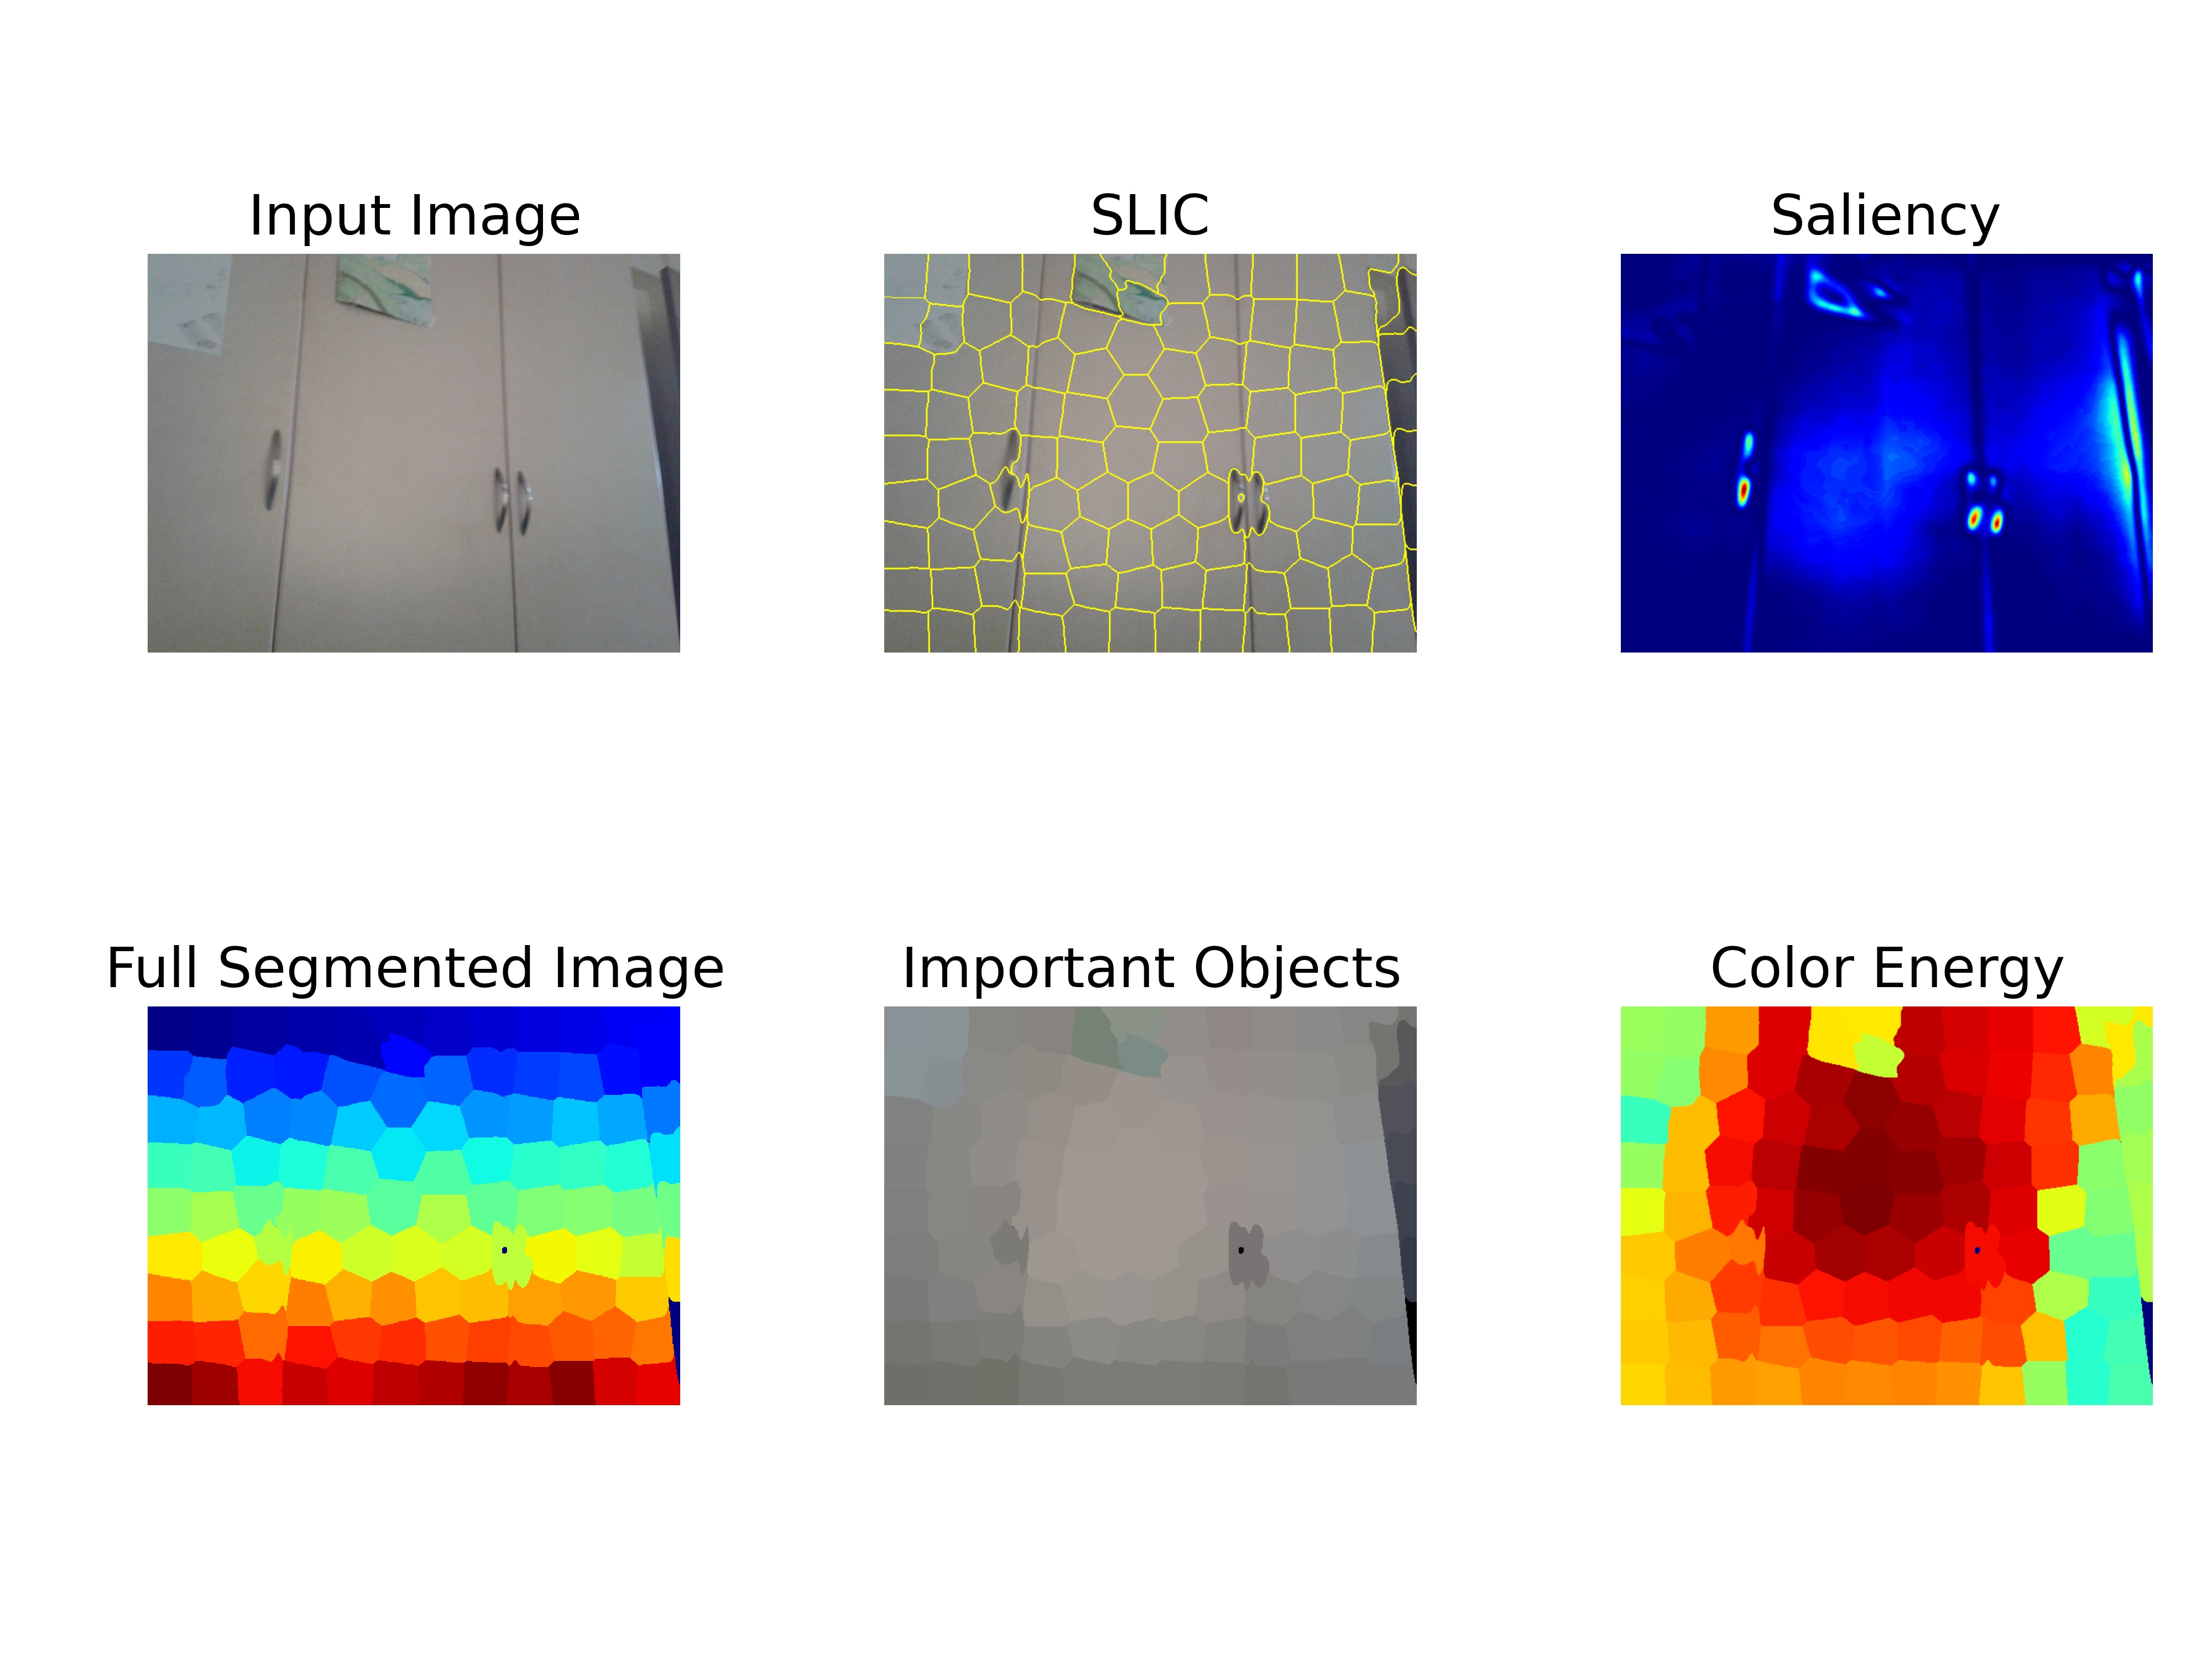 Input Image
SLIC
Saliency
Full Segmented Image
Important Objects
Color Energy